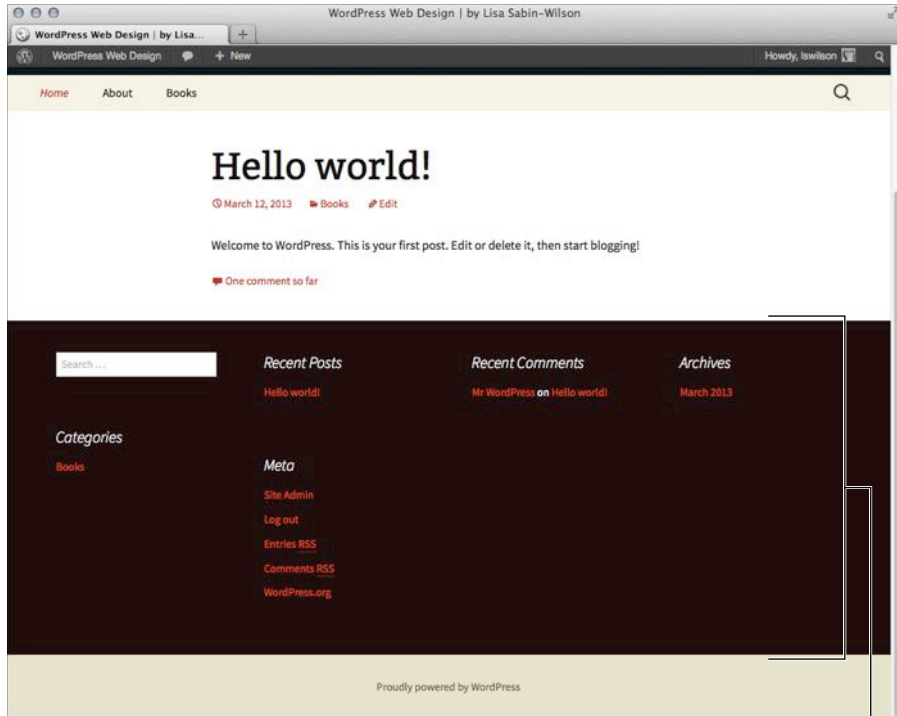 WordPress Web Design | by Lisa Sabin-Wilson
WordPress Web Design | by Lisa...
WordPress Web Design + New Howdy, lswilson
Home About Books
Hello world!
March 12, 2013 Books Edit
Welcome to WordPress. This is your first post. Edit or delete it, then start blogging!
One comment so far
Search ...
Recent Posts
Hello world!
Recent Comments
Mr WordPress on Hello world!
Archives
March 2013
Categories
Books
Meta
Site Admin
Log out
Entries RSS
Comments RSS
WordPress.org
Proudly powered by WordPress